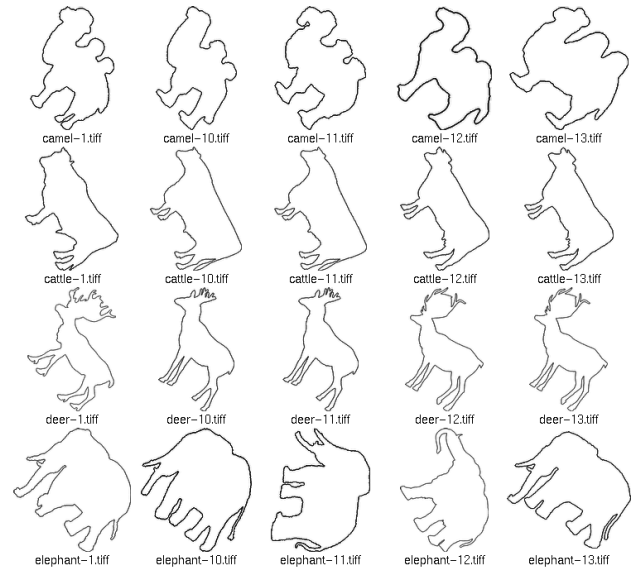 camel-1.tiff camel-10.tiff camel-11.tiff camel-12.tiff camel-13.tiff
cattle-1.tiff cattle-10.tiff cattle-11.tiff cattle-12.tiff cattle-13.tiff
deer-1.tiff deer-10.tiff deer-11.tiff deer-12.tiff deer-13.tiff
elephant-1.tiff elephant-10.tiff elephant-11.tiff elephant-12.tiff elephant-13.tiff